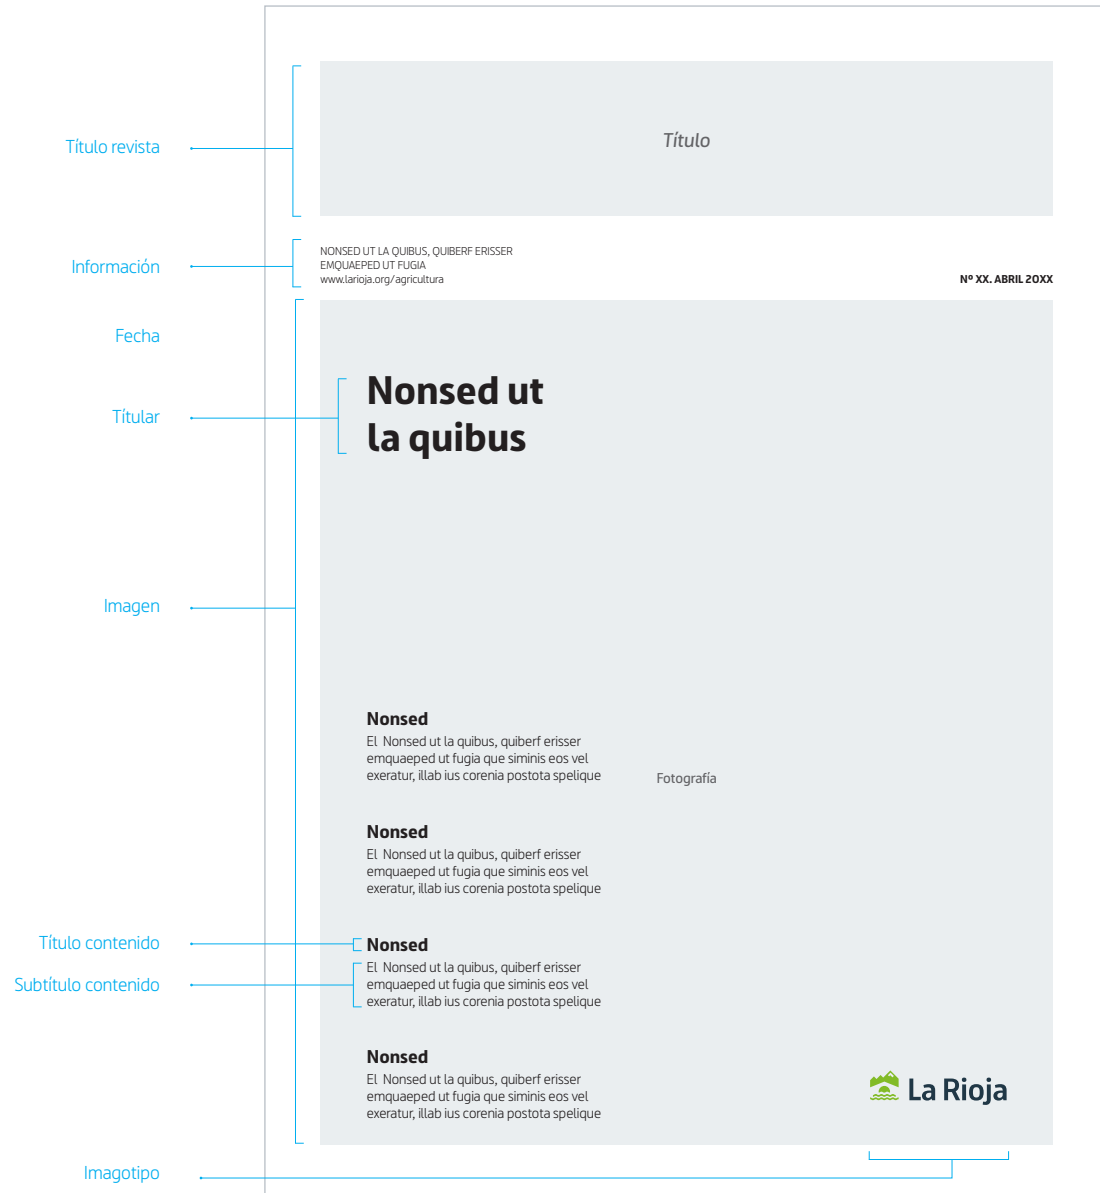 Título revista
Título
Información
NONSED UT LA QUIBUS, QUIBERF ERISSER
EMQUAEPED UT FUGIA
www.larioja.org/agricultura
Nº XX. ABRIL 20XX
Fecha
Títular
Nonsed ut
la quibus
Imagen
Nonsed
El Nonsed ut la quibus, quiberf erisser
emquaeped ut fugia que siminis eos vel
exeratur, illab ius corenia postota spelique
Fotografía
Nonsed
El Nonsed ut la quibus, quiberf erisser
emquaeped ut fugia que siminis eos vel
exeratur, illab ius corenia postota spelique
Título contenido
Nonsed
Subtítulo contenido
El Nonsed ut la quibus, quiberf erisser
emquaeped ut fugia que siminis eos vel
exeratur, illab ius corenia postota spelique
Nonsed
El Nonsed ut la quibus, quiberf erisser
emquaeped ut fugia que siminis eos vel
exeratur, illab ius corenia postota spelique
La Rioja
Imagotipo